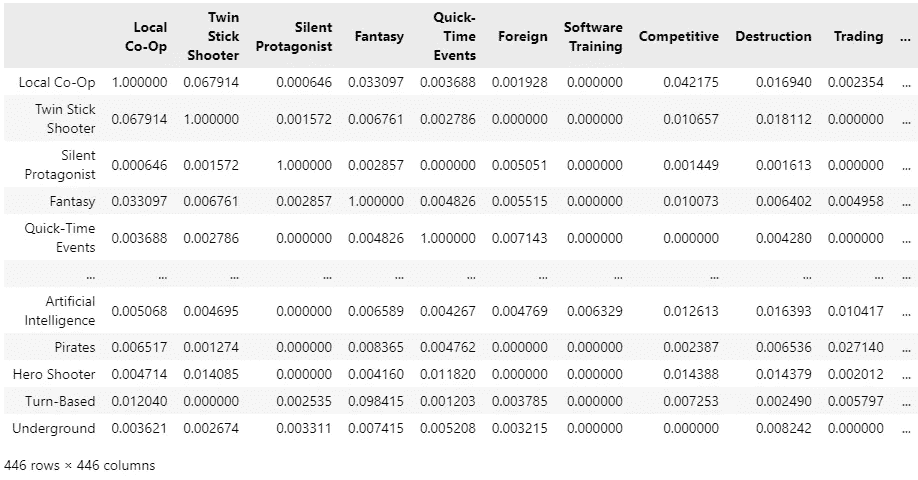 Local Co-Op Twin Stick Shooter Silent Protagonist Fantasy Quick-Time Events Foreign Software Training Competitive Destruction Trading ...
Local Co-Op 1.000000 0.067914 0.000646 0.033097 0.003688 0.001928 0.000000 0.042175 0.016940 0.002354 ...
Twin Stick Shooter 0.067914 1.000000 0.001572 0.006761 0.002786 0.000000 0.000000 0.010657 0.018112 0.000000 ...
Silent Protagonist 0.000646 0.001572 1.000000 0.002857 0.000000 0.005051 0.000000 0.001449 0.001613 0.000000 ...
Fantasy 0.033097 0.006761 0.002857 1.000000 0.004826 0.005515 0.000000 0.010073 0.006402 0.004958 ...
Quick-Time Events 0.003688 0.002786 0.000000 0.004826 1.000000 0.007143 0.000000 0.000000 0.004280 0.000000 ...
... ... ... ... ... ... ... ... ... ... ... ...
Artificial Intelligence 0.005068 0.004695 0.000000 0.006589 0.004267 0.004769 0.006329 0.012613 0.016393 0.010417 ...
Pirates 0.006517 0.001274 0.000000 0.008365 0.004762 0.000000 0.000000 0.002387 0.006536 0.027140 ...
Hero Shooter 0.004714 0.014085 0.000000 0.004160 0.011820 0.000000 0.000000 0.014388 0.014379 0.002012 ...
Turn-Based 0.012040 0.000000 0.002535 0.098415 0.001203 0.003785 0.000000 0.007253 0.002490 0.005797 ...
Underground 0.003621 0.002674 0.003311 0.007415 0.005208 0.003215 0.000000 0.000000 0.008242 0.000000 ...
446 rows × 446 columns